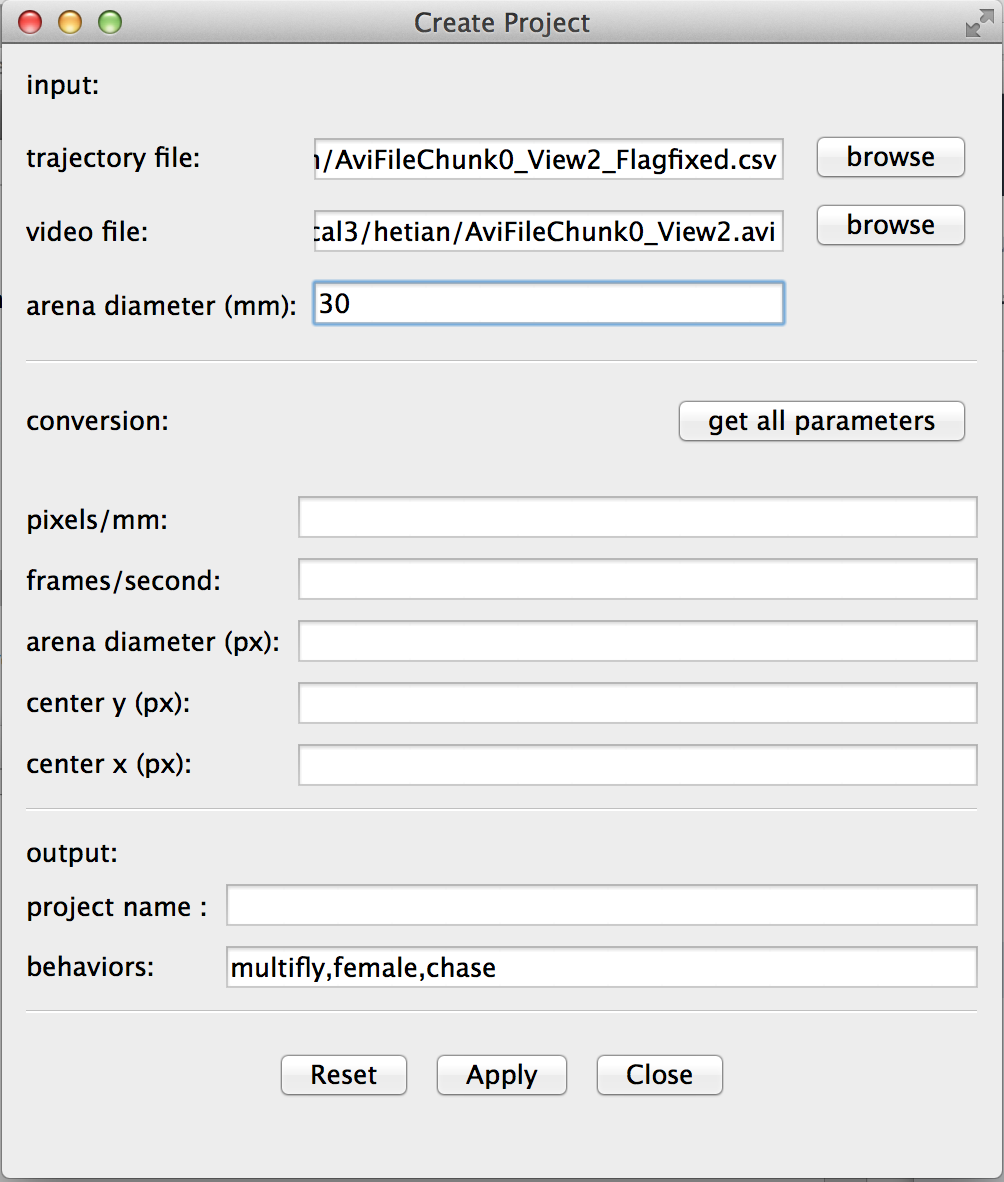 Create Project
input:
trajectory file: /AviFileChunk0_View2_Flagfixed.csv browse
video file: cal3/hetian/AviFileChunk0_View2.avi browse
arena diameter (mm): 30
conversion: get all parameters
pixels/mm:
frames/second:
arena diameter (px):
center y (px):
center x (px):
output:
project name :
behaviors: multifly,female,chase
Reset Apply Close